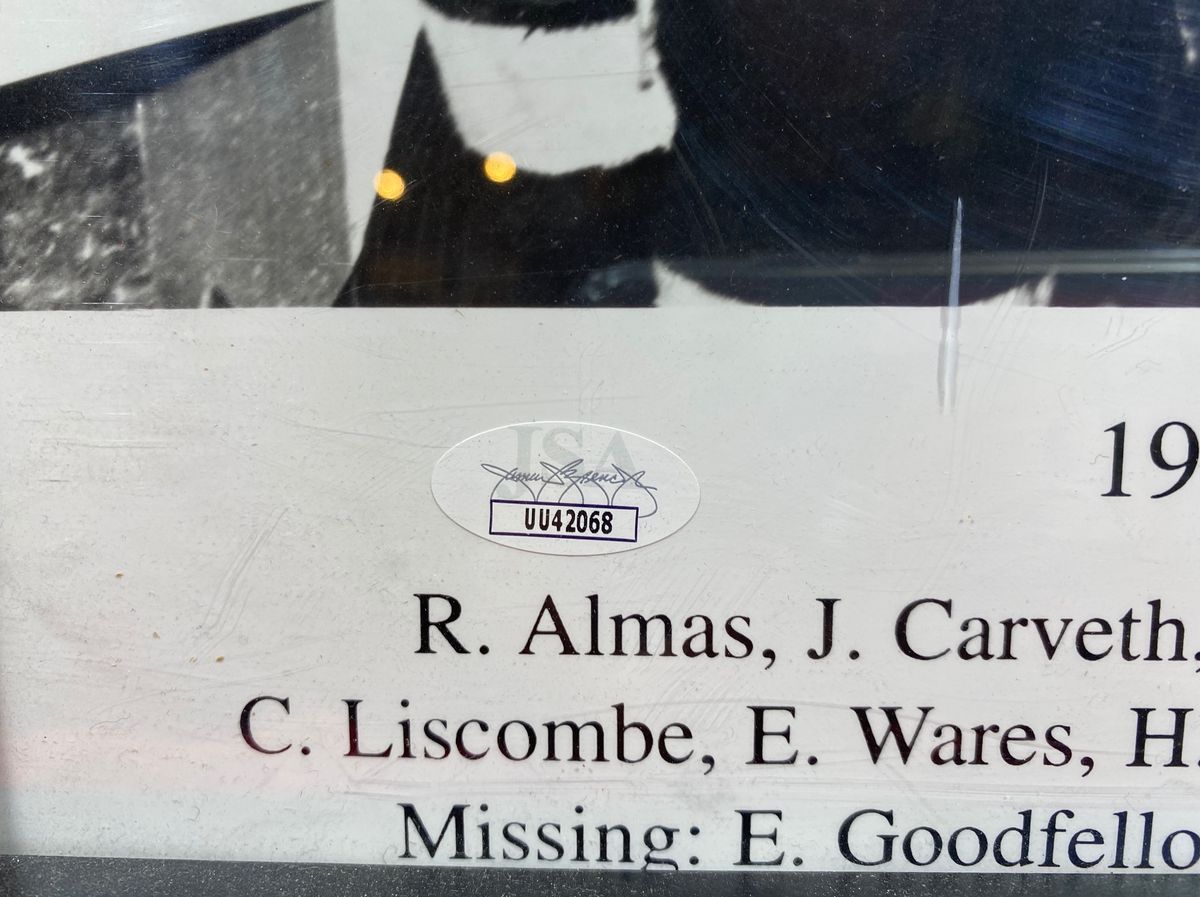 JSA
UU42068
19
R. Almas, J. Carveth,
C. Liscombe, E. Wares, H.
Missing: E. Goodfello